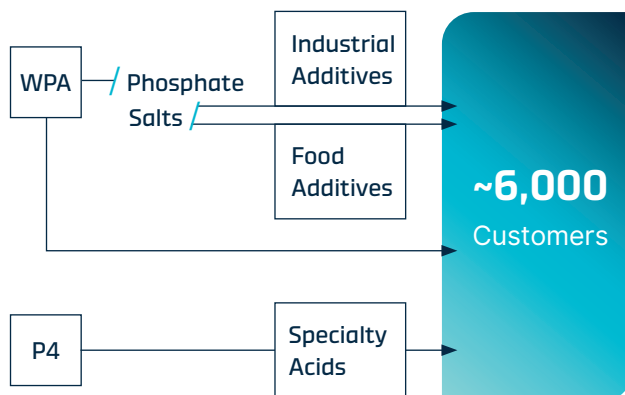 Industrial
Additives
WPA
Phosphate
Salts
Food
Additives
~6,000
Customers
P4
Specialty
Acids